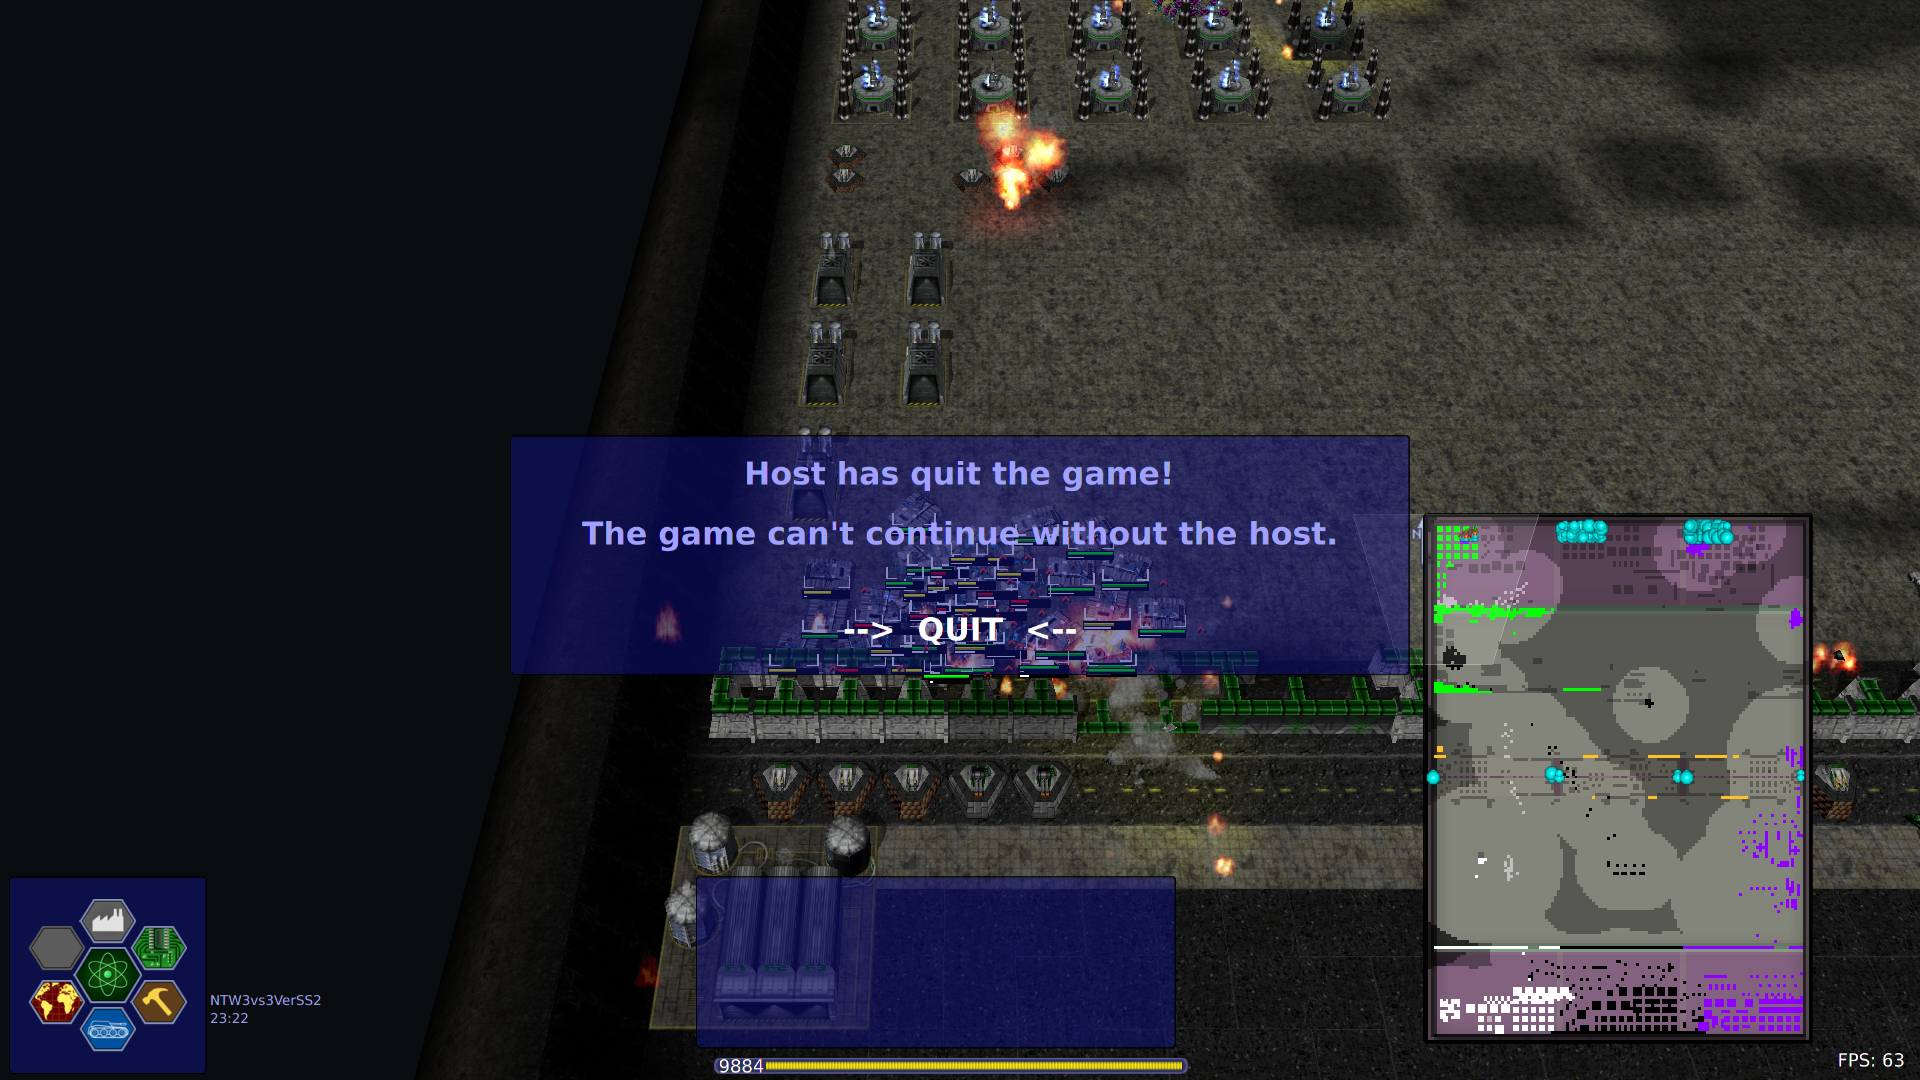 Host has quit the game!
The game can't continue without the host.
--> QUIT <--
NTW3vs3VerSS2
23:22
9884
FPS: 63